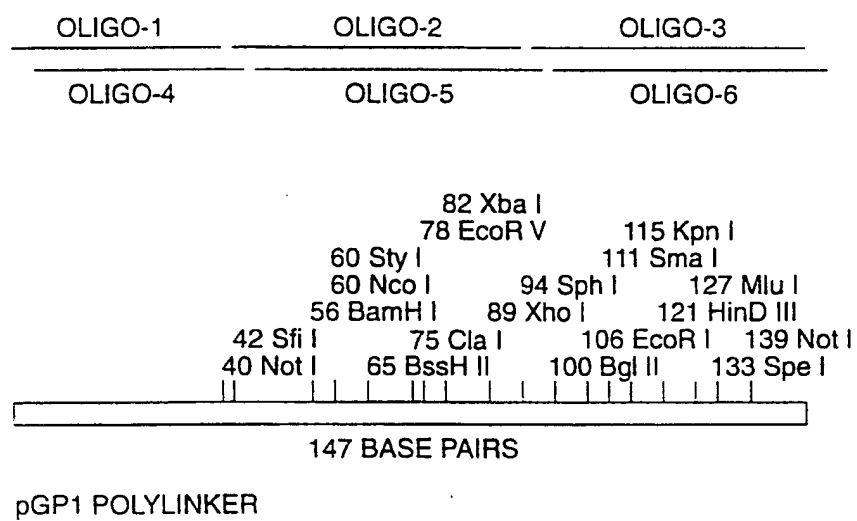 OLIGO-1 OLIGO-2 OLIGO-3
OLIGO-4 OLIGO-5 OLIGO-6
82 Xba I
78 EcoR V 115 Kpn I
60 Sty I 111 Sma I
60 Nco I 94 Sph I 127 Mlu I
56 BamH I 89 Xho I 121 HinD III
42 Sfi I 75 Cla I 106 EcoR I 139 Not I
40 Not I 65 BssH II 100 Bgl II 133 Spe I
147 BASE PAIRS
pGP1 POLYLINKER